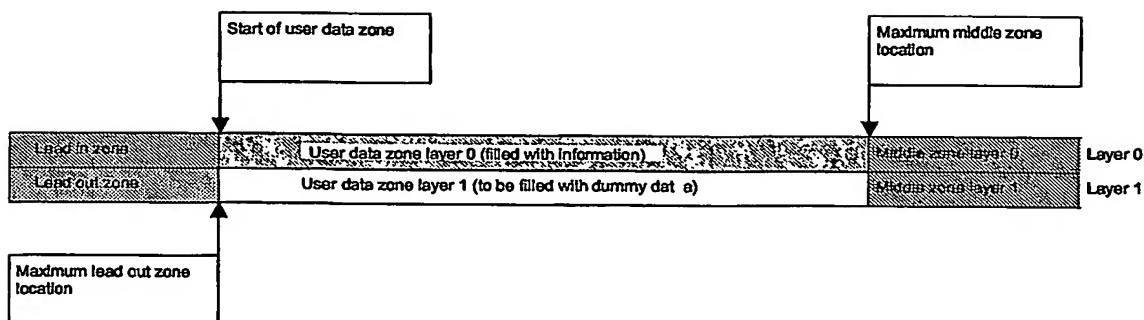 Start of user data zone
Maximum middle zone
location
Lead in zone
User data zone layer 0 (filled with information)
Middle zone layer 0
Layer 0
Lead out zone
User data zone layer 1 (to be filled with dummy dat a)
Middle zone layer 1
Layer 1
Maximum lead out zone
location